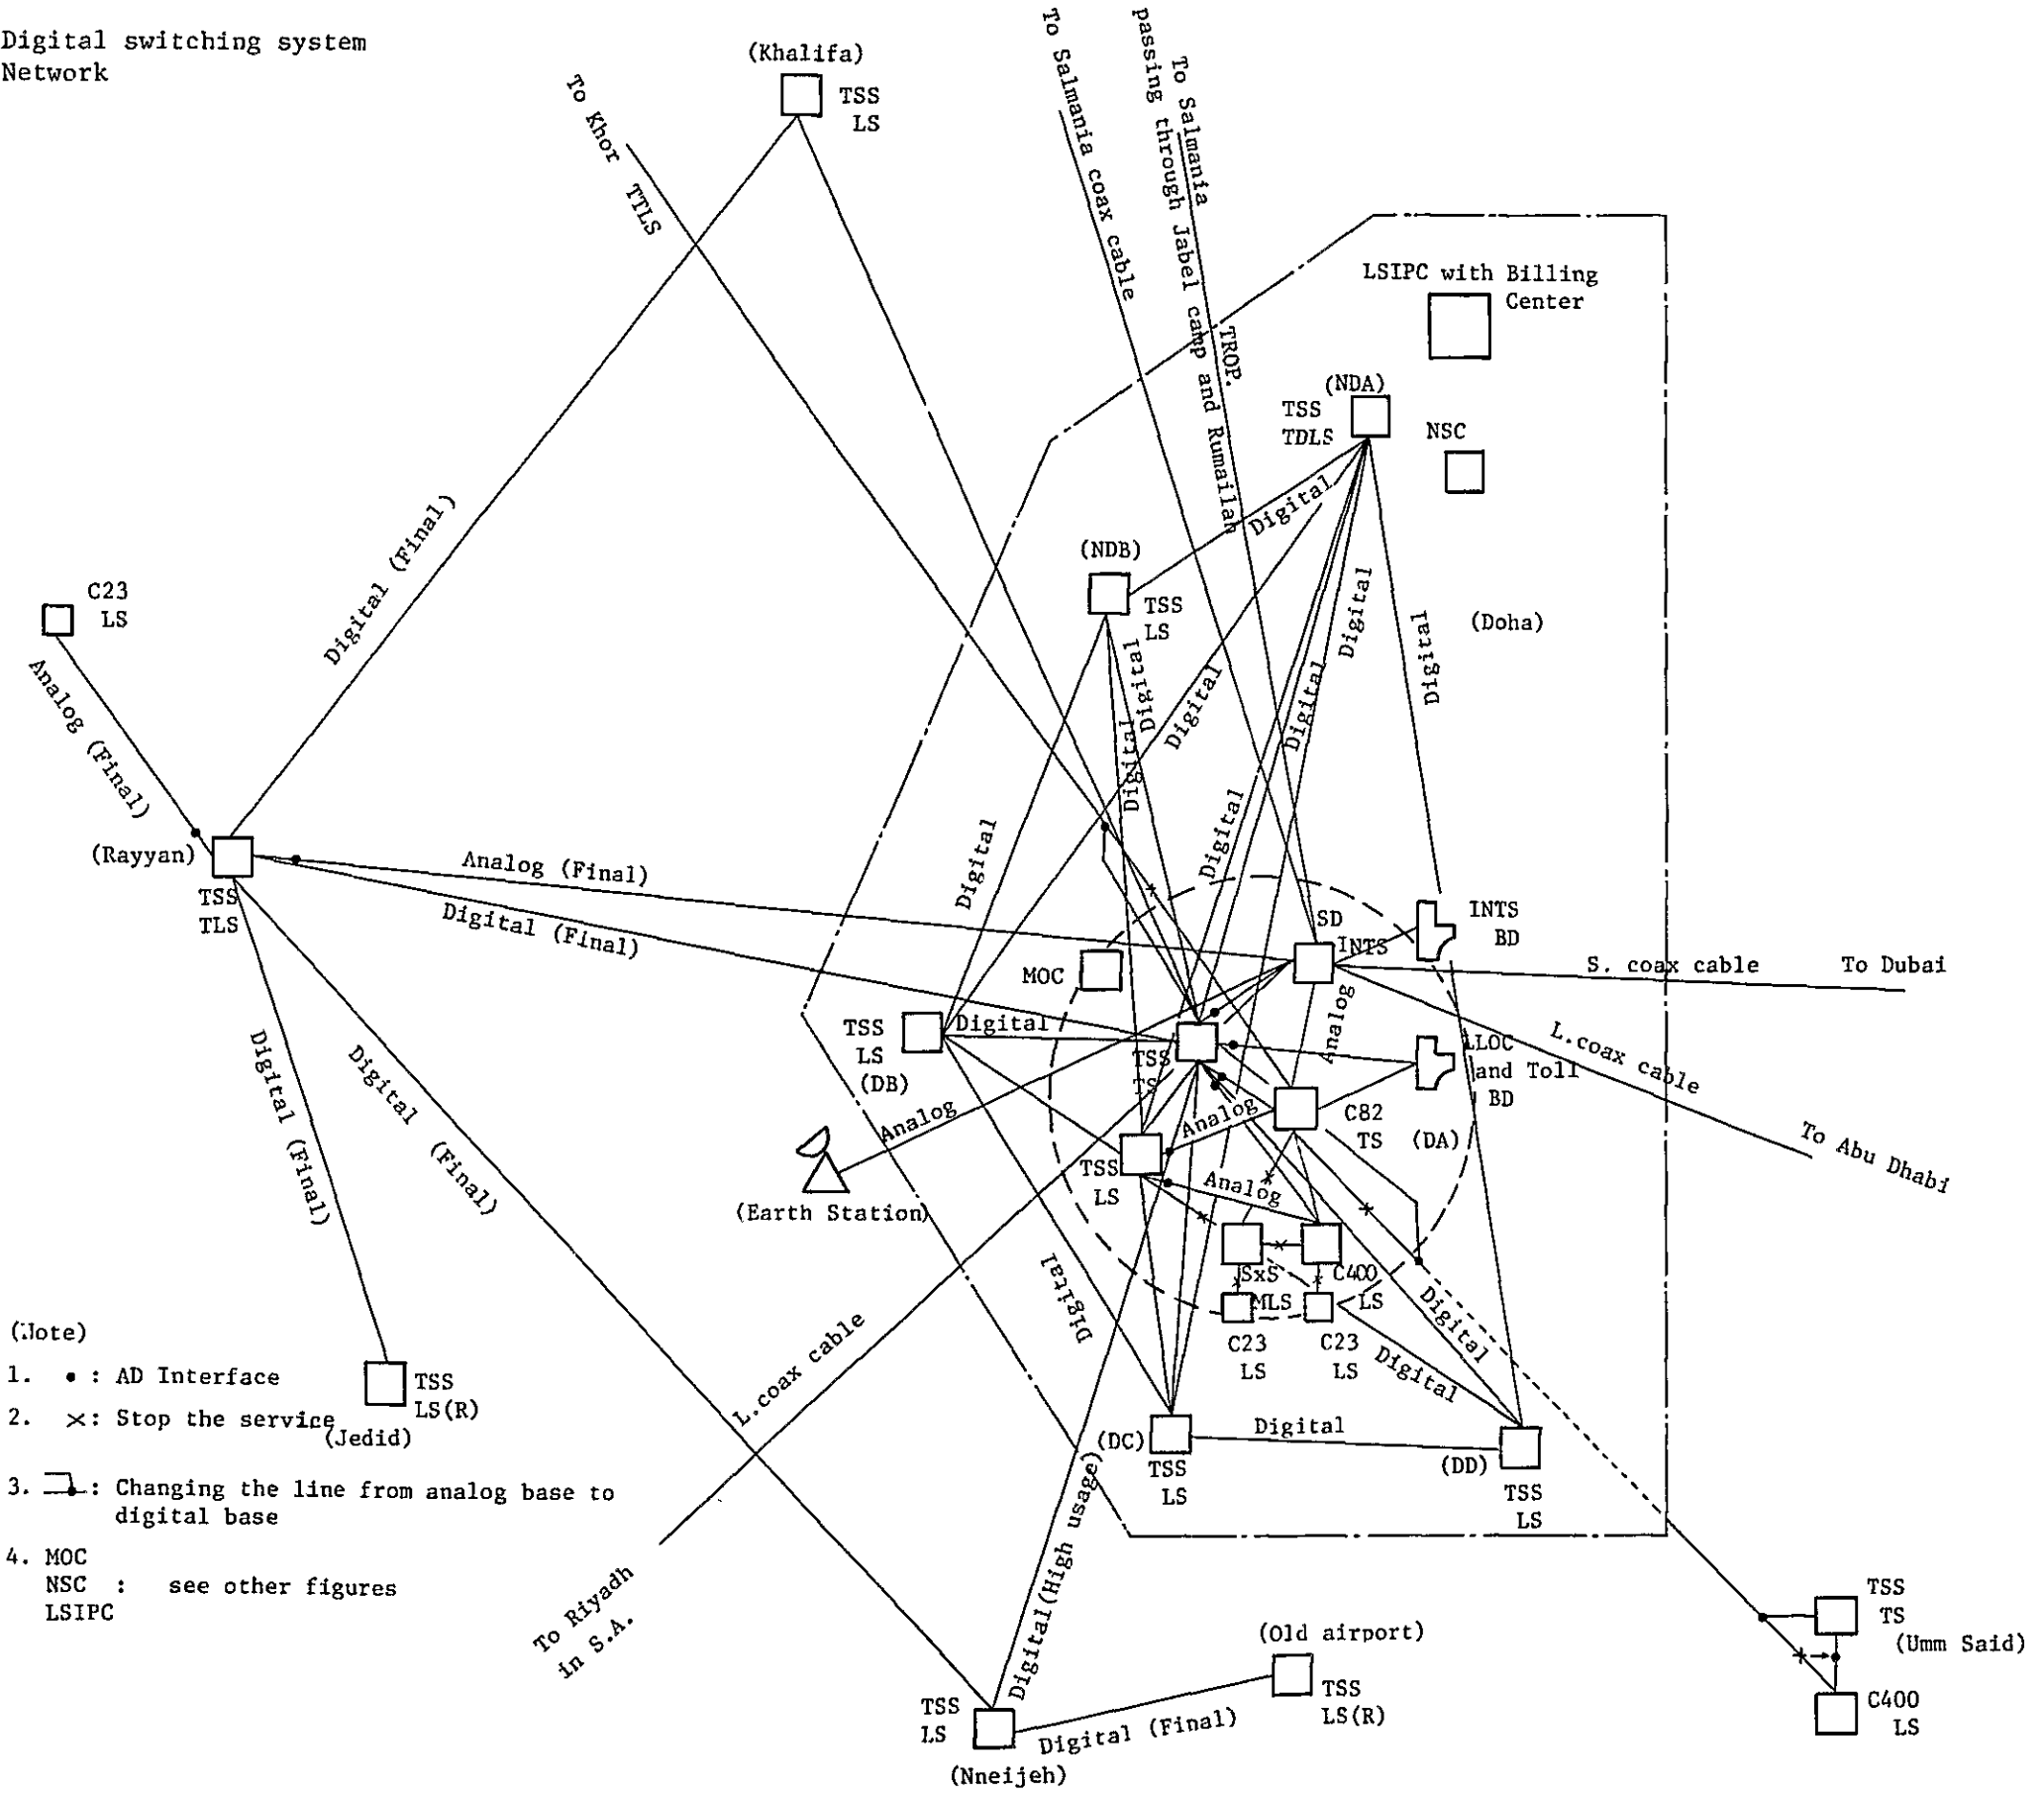 Digital switching system
Network
(Khalifa)
TSS
LS
To Khor TTLS
To Salmania coax cable
To Salmania
passing through Jabel camp and Rumailah
TROP.
LSIPC with Billing
Center
(NDA)
TSS
TDLS
NSC
Digital
(NDB)
TSS
LS
Digital
Digital
Digital
Digital
Digital
Digital
(Doha)
C23
LS
Analog (Final)
Digital (Final)
(Rayyan)
TSS
TLS
Analog (Final)
Digital (Final)
Digital
Digital
Digital
SD
INTS
INTS
BD
MOC
S. coax cable
To Dubai
L.coax cable
To Abu Dhabi
TSS
LS
(DB)
Digital
TSS
TS
Analog
LLOC
and Toll
BD
C82
TS
(DA)
Analog
Analog
TSS
LS
Analog
(Earth Station)
SxS
MLS
C400
LS
C23
LS
C23
LS
Digital
Digital
Digital
Digital (Final)
Digital (Final)
L.coax cable
(DC)
TSS
LS
Digital
(DD)
TSS
LS
(Note)
1. • : AD Interface
2. ×: Stop the service
3. : Changing the line from analog base to
digital base
4. MOC
NSC : see other figures
LSIPC
TSS
LS(R)
(Jedid)
To Riyadh
in S.A.
Digital(High usage)
(Old airport)
TSS
LS(R)
Digital (Final)
TSS
LS
(Nneijeh)
TSS
TS
(Umm Said)
C400
LS